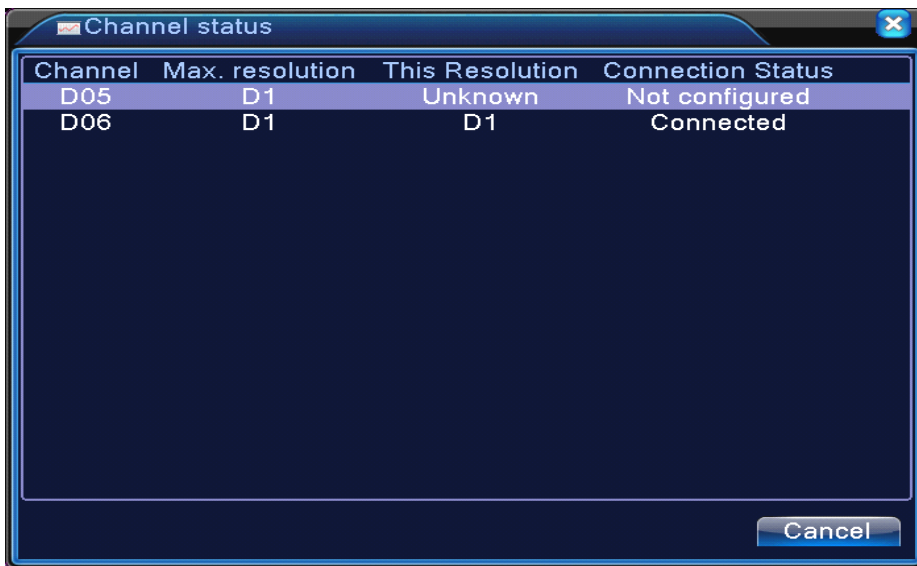 Channel status
Channel Max. resolution This Resolution Connection Status
D05 D1 Unknown Not configured
D06 D1 D1 Connected
Cancel